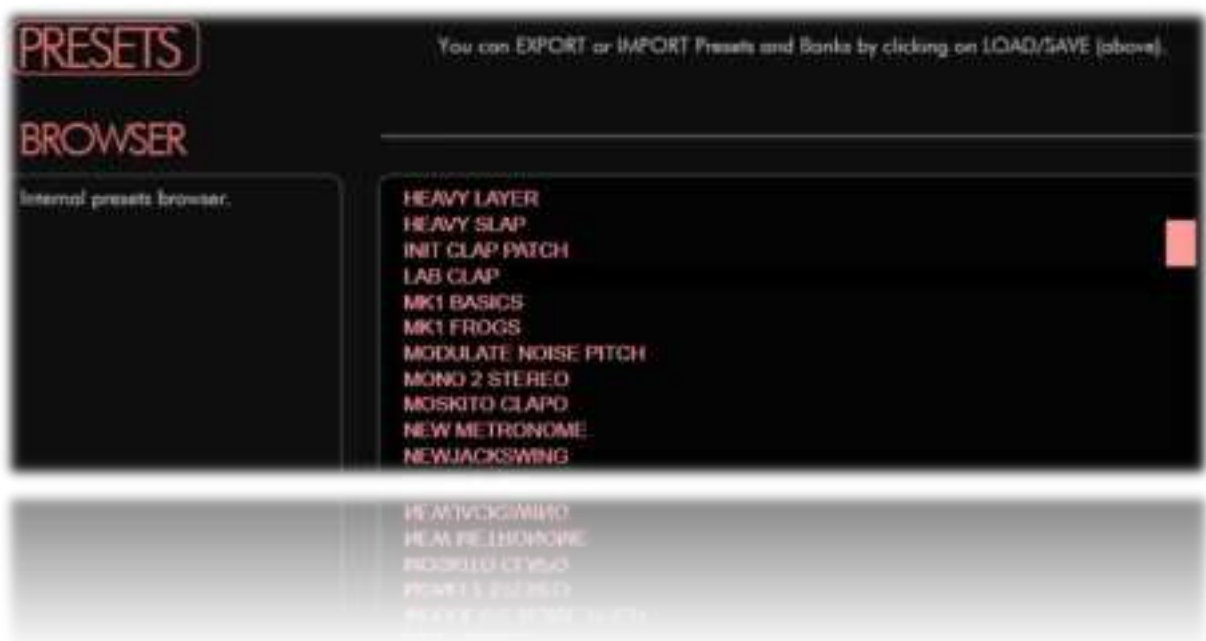 PRESETS
You can EXPORT or IMPORT Presets and Banks by clicking on LOAD/SAVE (above).
BROWSER
Internal presets browser.
HEAVY LAYER
HEAVY SLAP
INIT CLAP PATCH
LAB CLAP
MK1 BASICS
MK1 FROGS
MODULATE NOISE PITCH
MONO 2 STEREO
MOSKITO CLAPO
NEW METRONOME
NEWJACKSWING